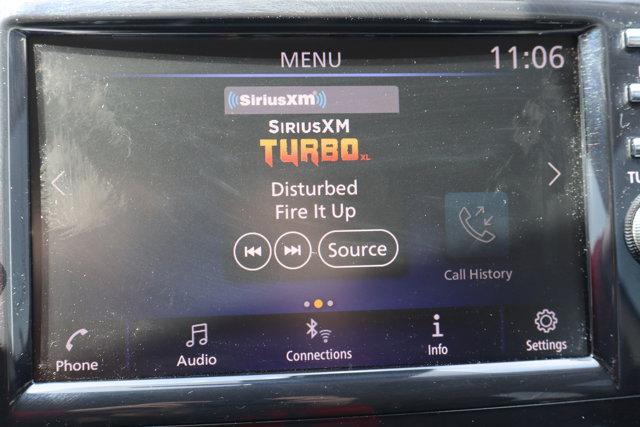 MENU
11:06
SiriusXM
SIRIUSXM
TURBO XL
Disturbed
Fire It Up
Source
Call History
Phone
Audio
Connections
Info
Settings
TU